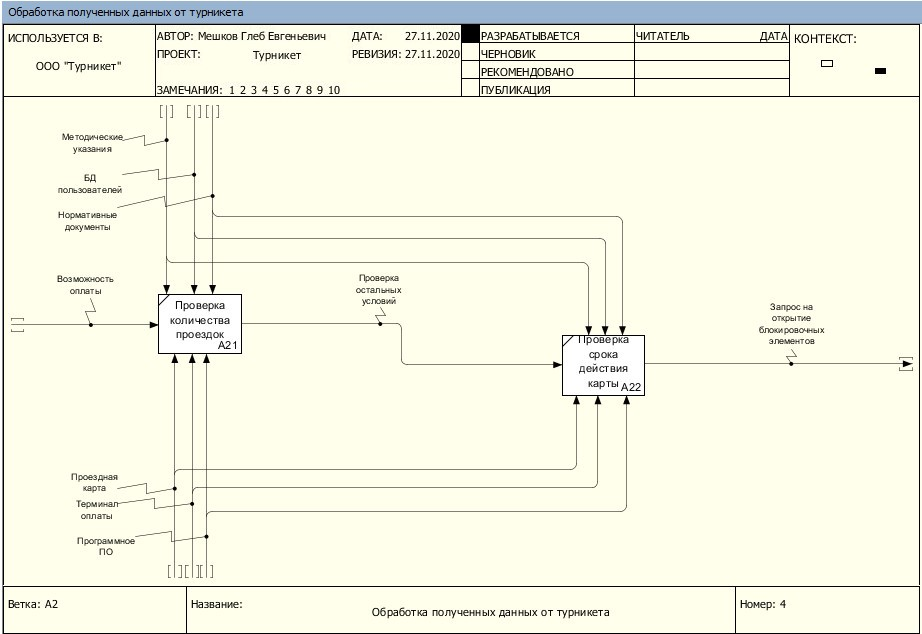 Обработка полученных данных от турникета
ИСПОЛЬЗУЕТСЯ В:
ООО "Турникет"
АВТОР: Мешков Глеб Евгеньевич
ДАТА: 27.11.2020
ПРОЕКТ: Турникет
РЕВИЗИЯ: 27.11.2020
ЗАМЕЧАНИЯ: 1 2 3 4 5 6 7 8 9 10
РАЗРАБАТЫВАЕТСЯ
ЧЕРНОВИК
РЕКОМЕНДОВАНО
ПУБЛИКАЦИЯ
ЧИТАТЕЛЬ
ДАТА
КОНТЕКСТ:
Методические
указания
БД
пользователей
Нормативные
документы
Возможность
оплаты
Проверка
количества
проездок
A21
Проверка
остальных
условий
Проверка
срока
действия
карты
A22
Запрос на
открытие
блокировочных
элементов
Проездная
карта
Терминал
оплаты
Программное
ПО
Ветка: A2
Название:
Обработка полученных данных от турникета
Номер: 4